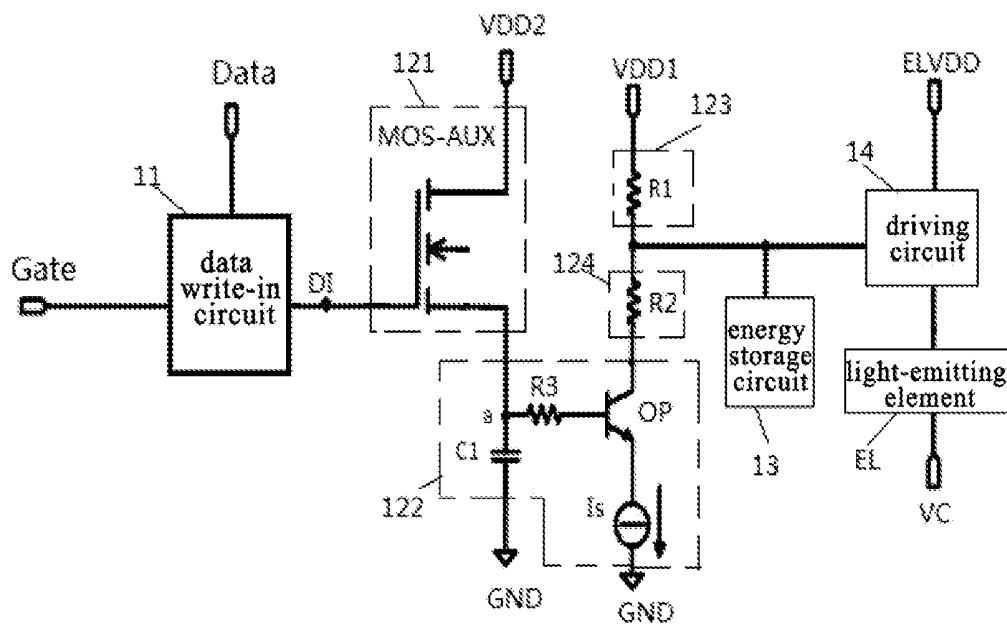 VDD2
121
VDD1
ELVDD
Data
MOS-AUX
123
14
11
R1
driving
circuit
Gate
data
write-in
circuit
DI
124
R2
energy
storage
circuit
light-emitting
element
R3
OP
a
C1
13
EL
122
Is
VC
GND
GND